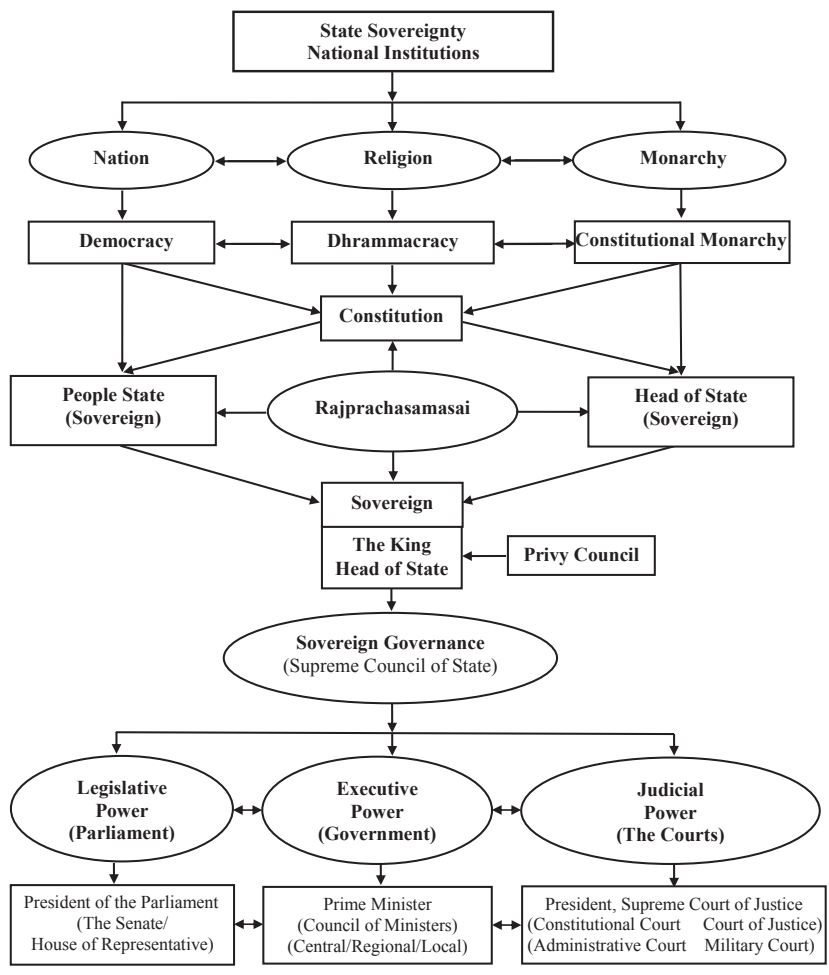 State Sovereignty
National Institutions
Nation
Religion
Monarchy
Democracy
Dhrammacracy
Constitutional Monarchy
Constitution
People State
(Sovereign)
Rajprachasamasai
Head of State
(Sovereign)
Sovereign
The King
Head of State
Privy Council
Sovereign Governance
(Supreme Council of State)
Legislative
Power
(Parliament)
Executive
Power
(Government)
Judicial
Power
(The Courts)
President of the Parliament
(The Senate/
House of Representative)
Prime Minister
(Council of Ministers)
(Central/Regional/Local)
President, Supreme Court of Justice
(Constitutional Court Court of Justice)
(Administrative Court Military Court)